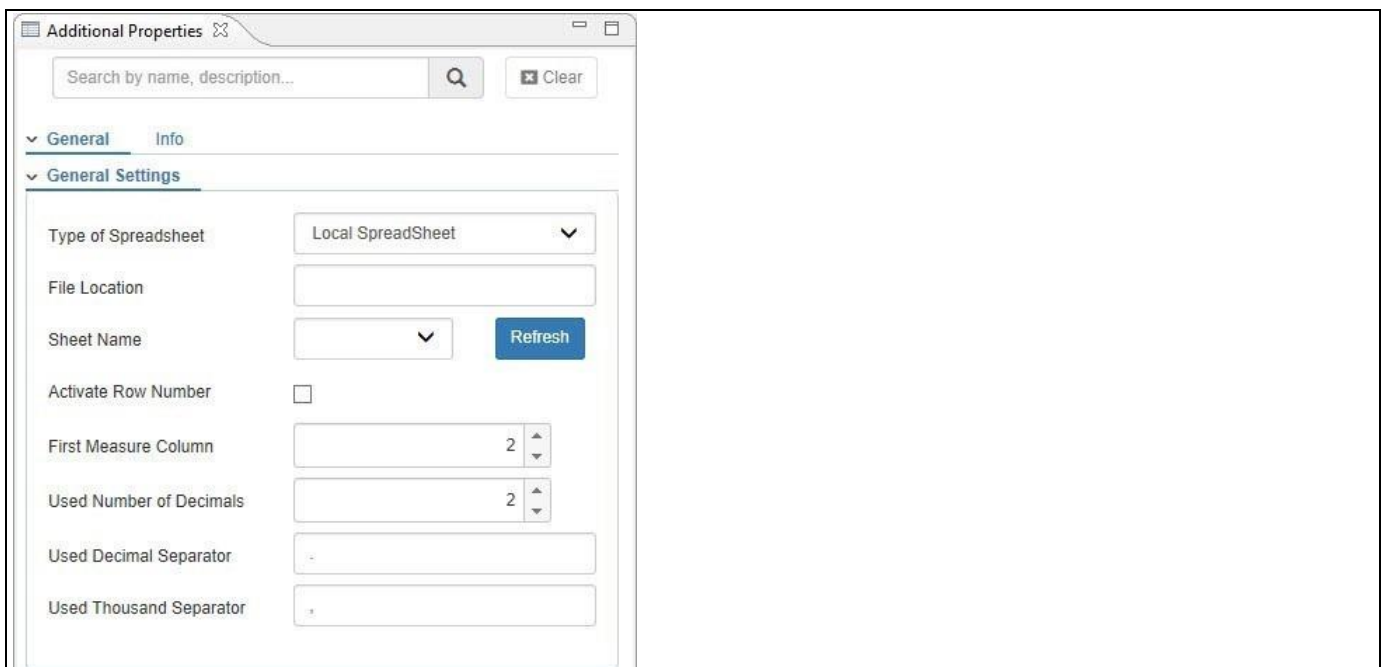 Additional Properties
Search by name, description...
Clear
General Info
General Settings
Type of Spreadsheet Local SpreadSheet
File Location
Sheet Name Refresh
Activate Row Number
First Measure Column 2
Used Number of Decimals 2
Used Decimal Separator .
Used Thousand Separator ,